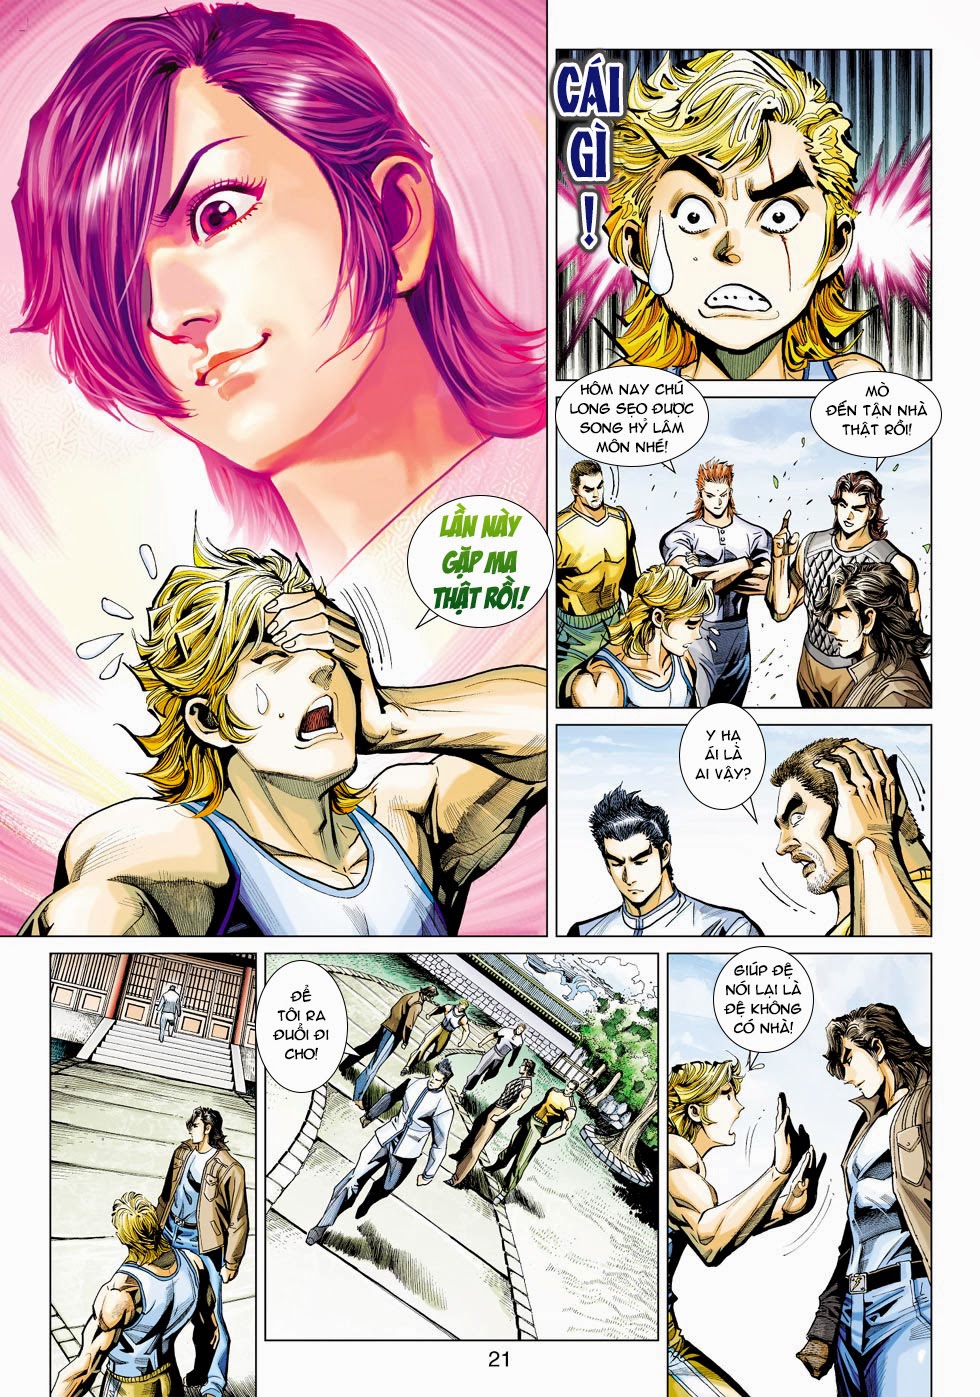 CÁI
GÌ
!
HÔM NAY CHÚ
LONG SẸO ĐƯỢC
SONG HỶ LÂM
MÔN NHÉ!
MÒ
ĐẾN TẬN NHÀ
THẬT RỒI!
LẦN NÀY
GẶP MA
THẬT RỒI!
Y HẠ
ÁI LÀ
AI VẬY?
GIÚP ĐỆ
NÓI LẠI LÀ
ĐỆ KHÔNG
CÓ NHÀ!
ĐỂ
TÔI RA
ĐUỔI ĐI
CHO!
21